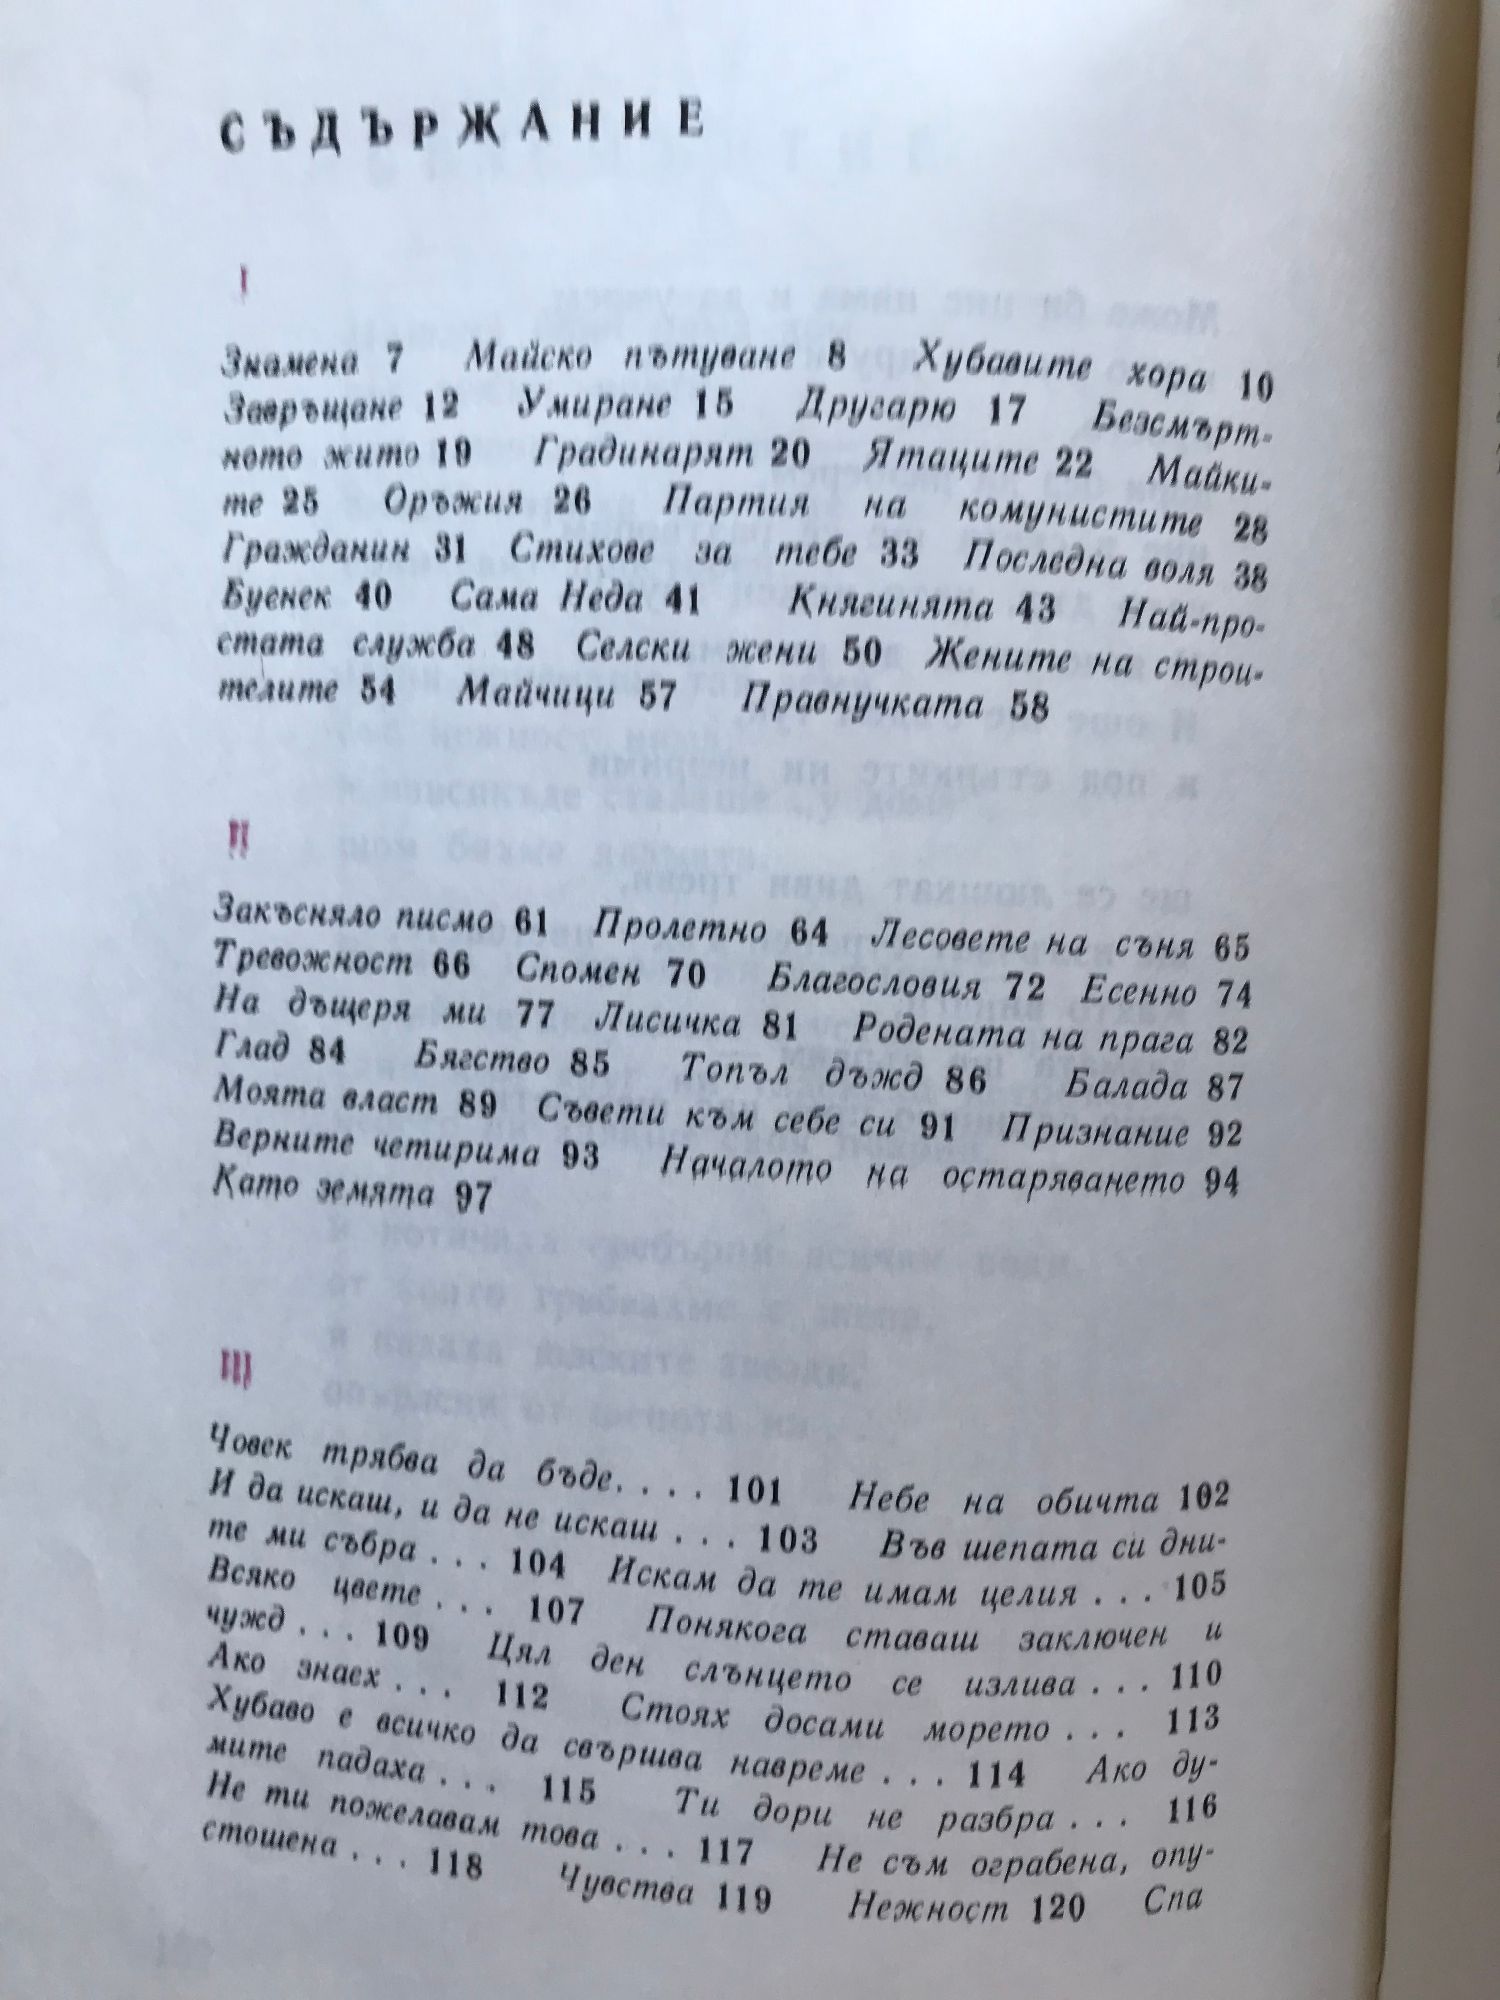 СЪДЪРЖАНИЕ
I
Знамена 7 Майско пътуване 8 Хубавите хора 10
Завръщане 12 Умиране 15 Другарю 17 Безсмърт-
ното жито 19 Градинарят 20 Ятаците 22 Майки-
те 25 Оръжия 26 Партия на комунистите 28
Гражданин 31 Стихове за тебе 33 Последна воля 38
Буенек 40 Сама Неда 41 Княгинята 43 Най-про-
стата служба 48 Селски жени 50 Жените на строи-
телите 54 Майчици 57 Правнучката 58
II
Закъсняло писмо 61 Пролетно 64 Лесовете на съня 65
Тревожност 66 Спомен 70 Благословия 72 Есенно 74
На дъщеря ми 77 Лисичка 81 Родената на прага 82
Глад 84 Бягство 85 Топъл дъжд 86 Балада 87
Моята власт 89 Съвети към себе си 91 Признание 92
Верните четирима 93 Началото на остаряването 94
Като земята 97
III
Човек трябва да бъде. . . . 101 Небе на обичта 102
И да искаш, и да не искаш . . . 103 Във шепата си дни-
те ми събра . . . 104 Искам да те имам целия . . . 105
Всяко цвете . . . 107 Понякога ставаш заключен и
чужд . . . 109 Цял ден слънцето се излива . . . 110
Ако знаех . . . 112 Стоях досами морето . . . 113
Хубаво е всичко да свършва навреме . . . 114 Ако ду-
мите падаха . . . 115 Ти дори не разбра . . . 116
Не ти пожелавам това . . . 117 Не съм ограбена, опу-
стошена . . . 118 Чувства 119 Нежност 120 Спа